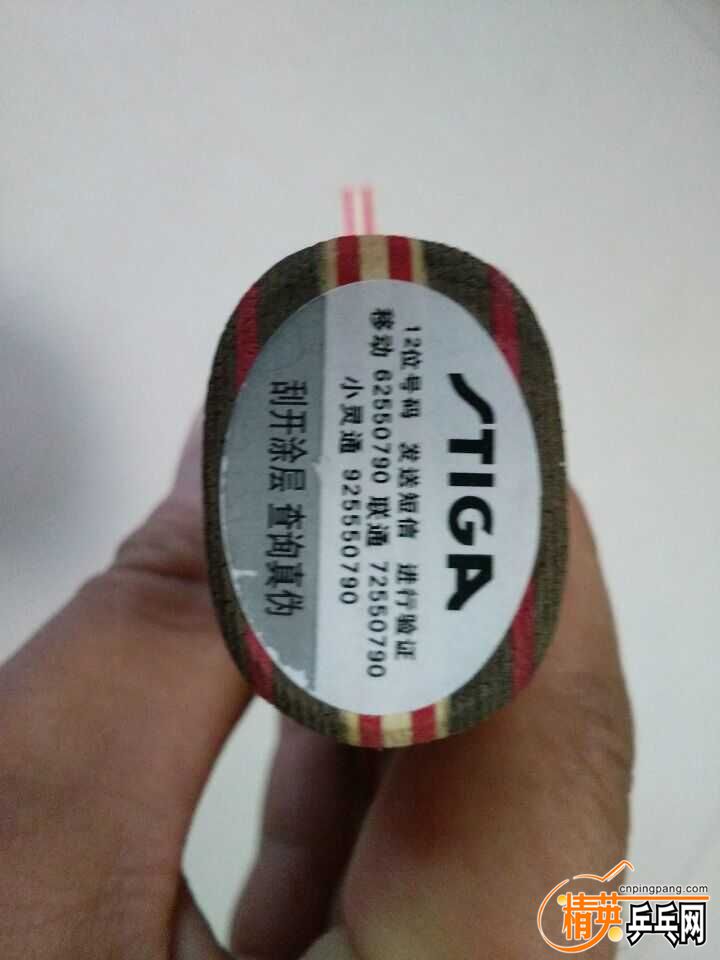 STIGA
12位号码 发送短信 进行验证
移动 62550790 联通 72550790
小灵通 925550790
刮开涂层 查询真伪
cnpingpang.com
精英乒乓网